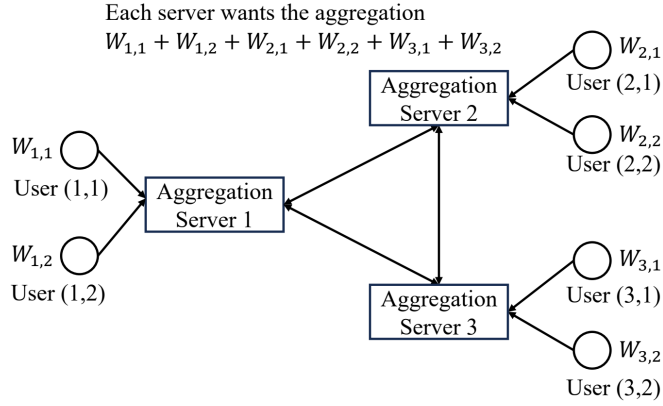 Each server wants the aggregation
W₁,₁ + W₁,₂ + W₂,₁ + W₂,₂ + W₃,₁ + W₃,₂
W₂,₁
User (2,1)
Aggregation
Server 2
W₂,₂
User (2,2)
W₁,₁
User (1,1)
Aggregation
Server 1
W₁,₂
User (1,2)
W₃,₁
User (3,1)
Aggregation
Server 3
W₃,₂
User (3,2)